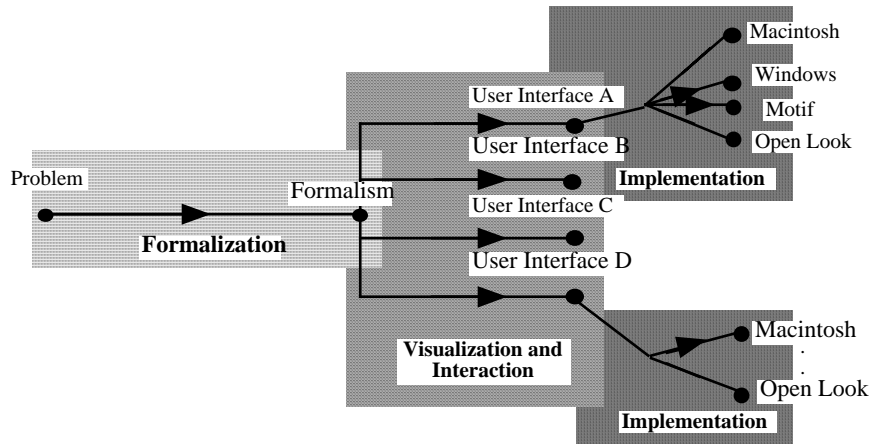 Problem
Formalism
Formalization
User Interface A
User Interface B
User Interface C
User Interface D
Visualization and
Interaction
Macintosh
Windows
Motif
Open Look
Implementation
Macintosh
.
.
Open Look
Implementation